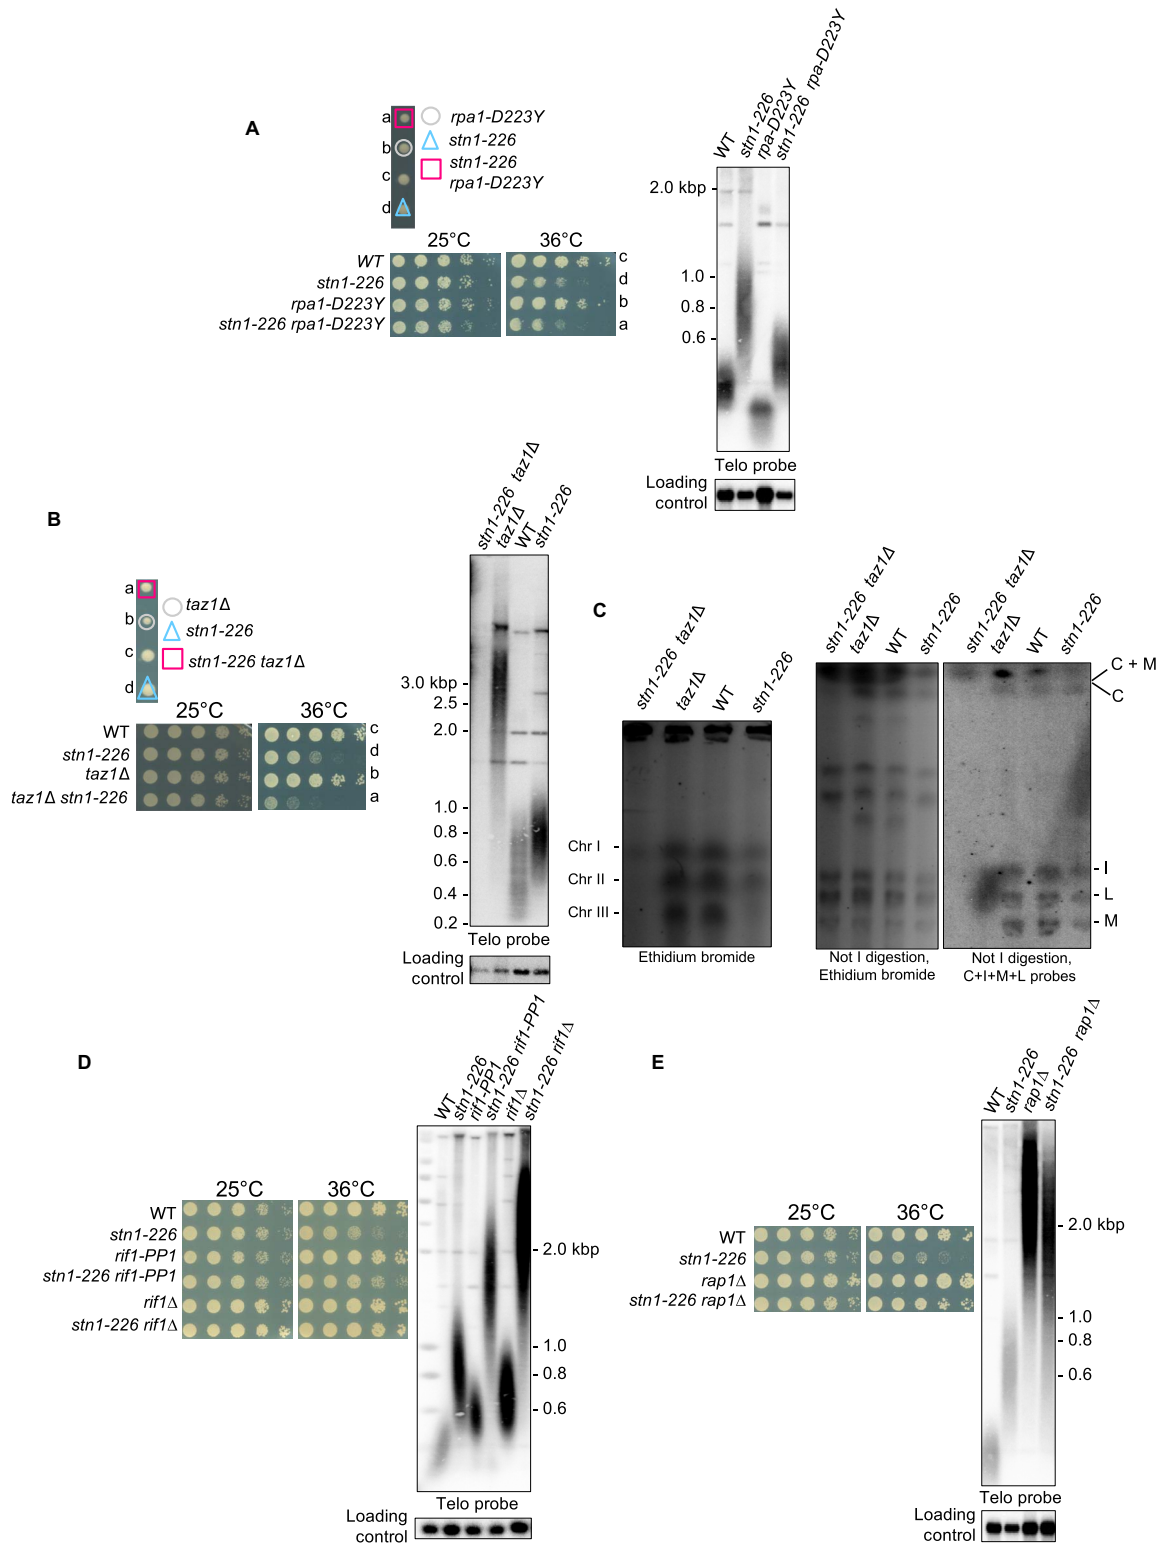 A
a
b
c
d
rpa1-D223Y
stn1-226
stn1-226
rpa1-D223Y
25°C
36°C
WT
stn1-226
rpa1-D223Y
stn1-226 rpa1-D223Y
c
d
b
a
WT
stn1-226
rpa-D223Y
stn1-226 rpa-D223Y
2.0 kbp
1.0
0.8
0.6
Telo probe
Loading
control
B
a
b
c
d
taz1Δ
stn1-226
stn1-226 taz1Δ
25°C
36°C
WT
stn1-226
taz1Δ
taz1Δ stn1-226
c
d
b
a
stn1-226 taz1Δ
taz1Δ
WT
stn1-226
3.0 kbp
2.5
2.0
1.0
0.8
0.6
0.4
0.2
Telo probe
Loading
control
C
stn1-226 taz1Δ
taz1Δ
WT
stn1-226
Chr I
Chr II
Chr III
Ethidium bromide
stn1-226 taz1Δ
taz1Δ
WT
stn1-226
Not I digestion,
Ethidium bromide
stn1-226 taz1Δ
taz1Δ
WT
stn1-226
C + M
C
I
L
M
Not I digestion,
C+I+M+L probes
D
25°C
36°C
WT
stn1-226
rif1-PP1
stn1-226 rif1-PP1
rif1Δ
stn1-226 rif1Δ
WT
stn1-226
rif1-PP1
stn1-226 rif1-PP1
rif1Δ
stn1-226 rif1Δ
2.0 kbp
1.0
0.8
0.6
Telo probe
Loading
control
E
25°C
36°C
WT
stn1-226
rap1Δ
stn1-226 rap1Δ
WT
stn1-226
rap1Δ
stn1-226 rap1Δ
2.0 kbp
1.0
0.8
0.6
Telo probe
Loading
control